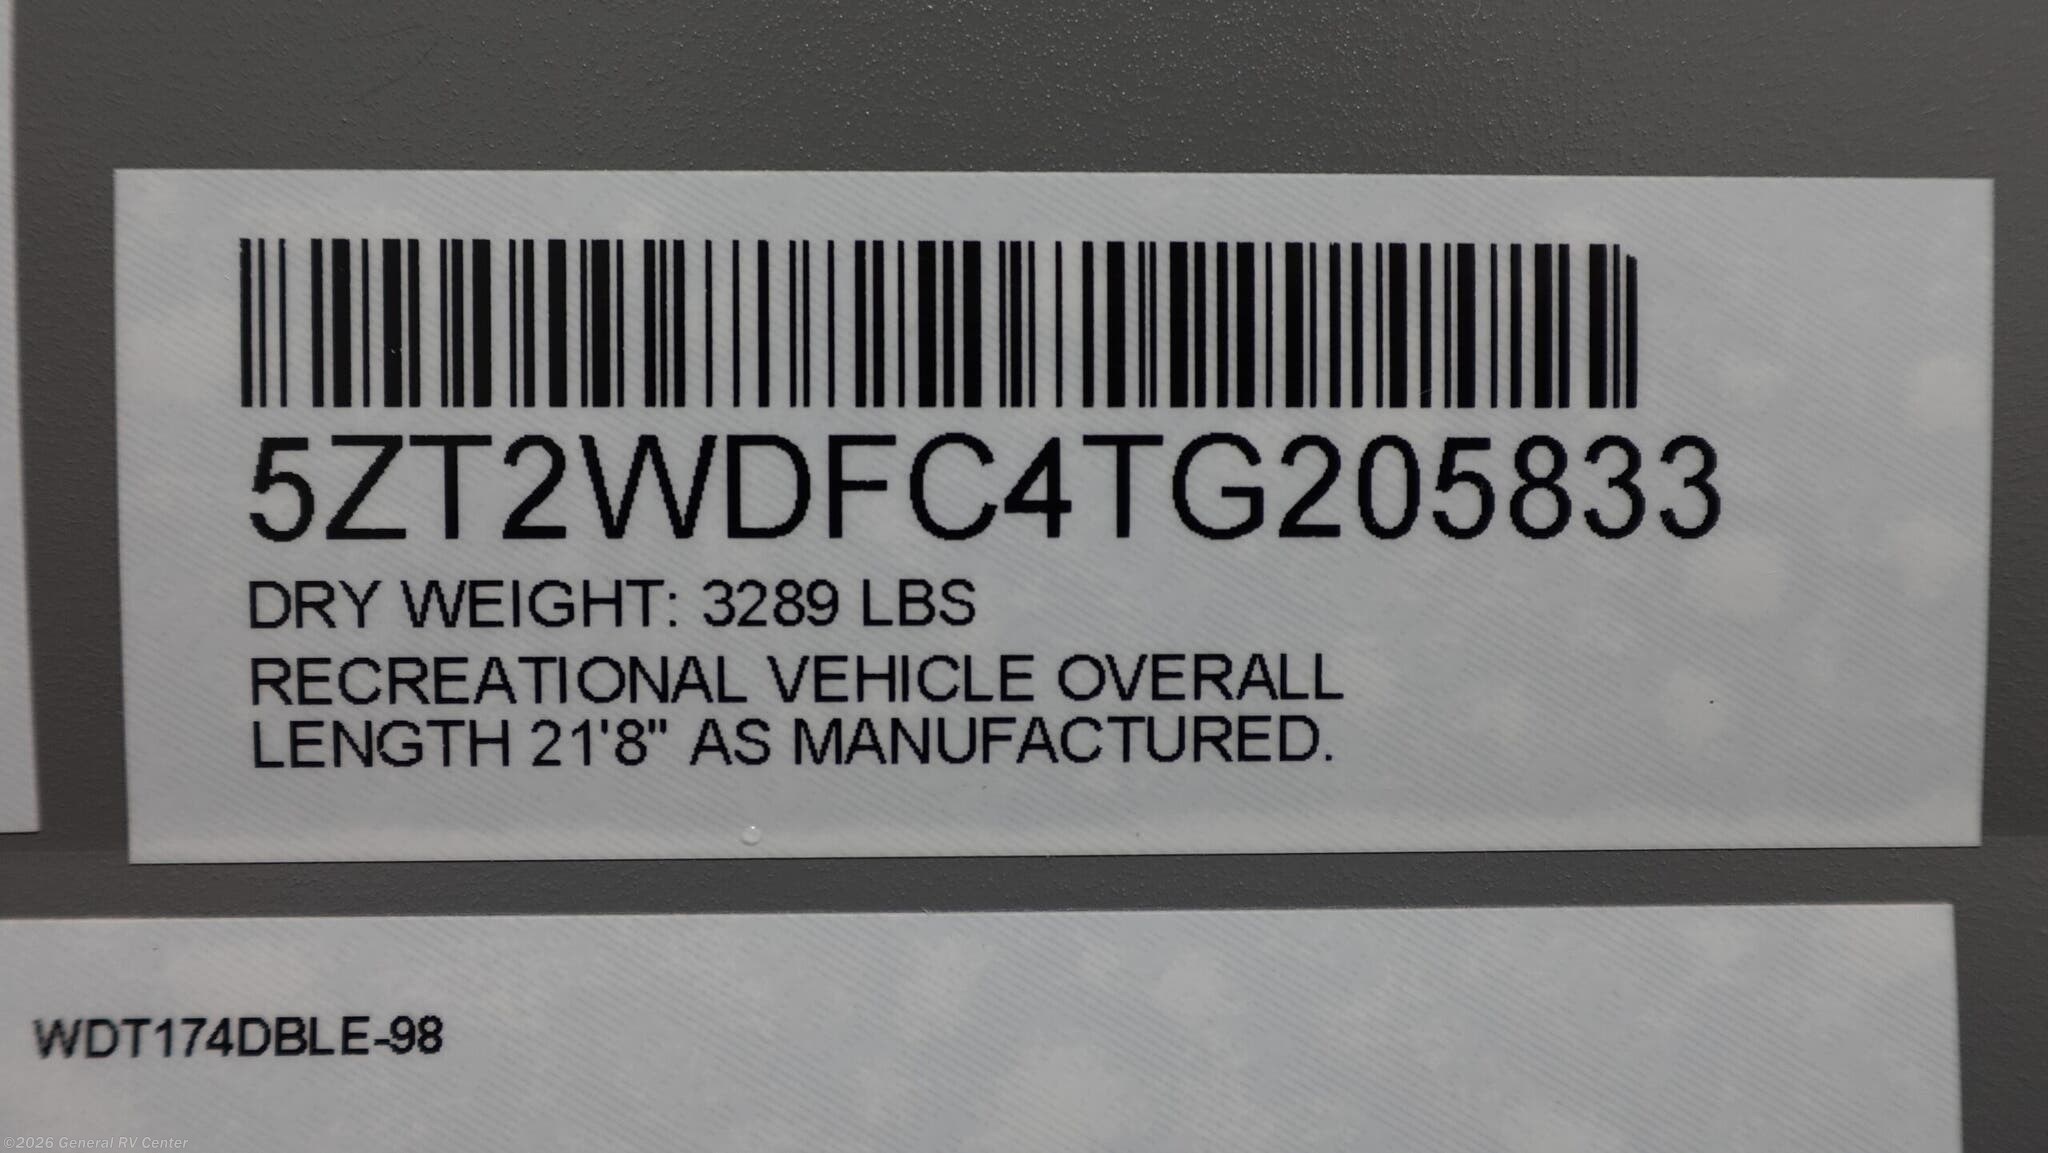 5ZT2WDFC4TG205833
DRY WEIGHT: 3289 LBS
RECREATIONAL VEHICLE OVERALL
LENGTH 21'8" AS MANUFACTURED.
WDT174DBLE-98
©2026 General RV Center